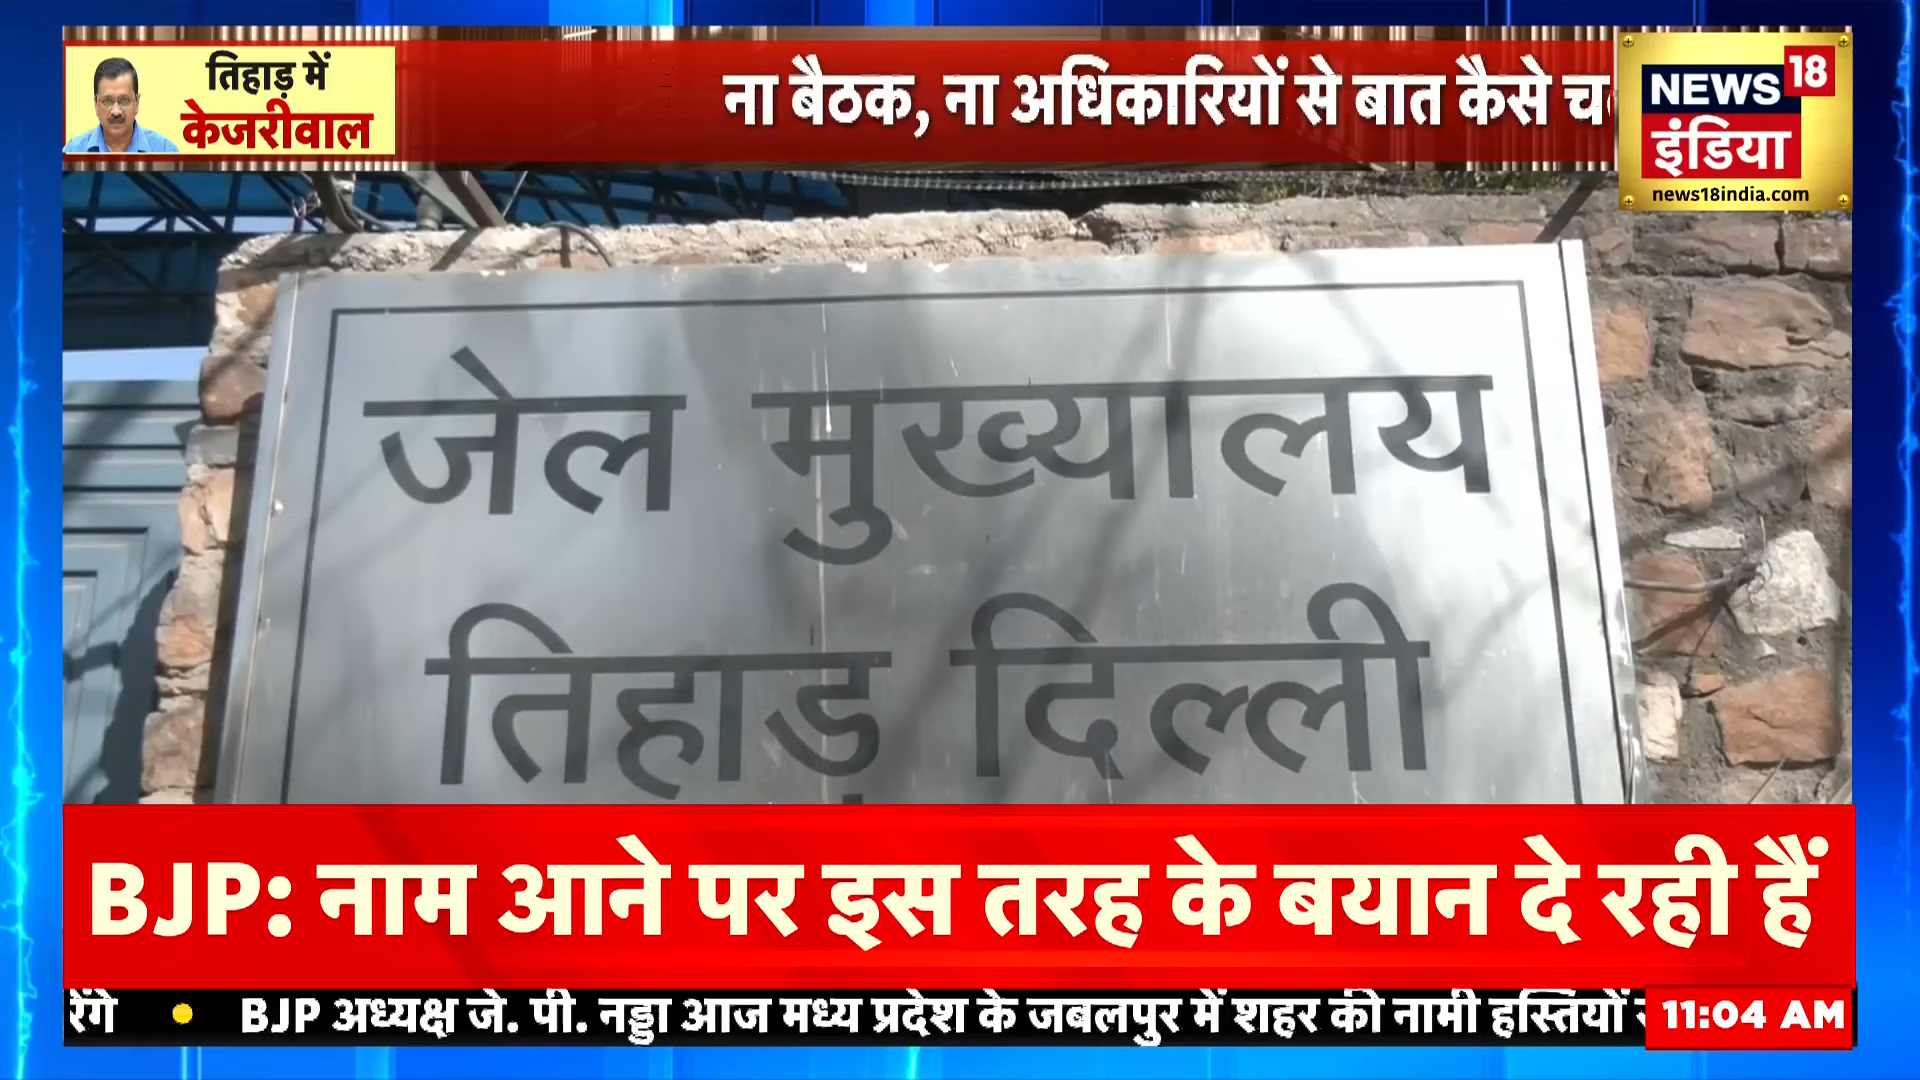 तिहाड़ में
केजरीवाल
ना बैठक, ना अधिकारियों से बात कैसे
NEWS 18
इंडिया
news18india.com
जेल मुख्यालय
तिहाड़ दिल्ली
BJP: नाम आने पर इस तरह के बयान दे रही हैं
रेंगे • BJP अध्यक्ष जे. पी. नड्डा आज मध्य प्रदेश के जबलपुर में शहर की नामी हस्तियों
11:04 AM